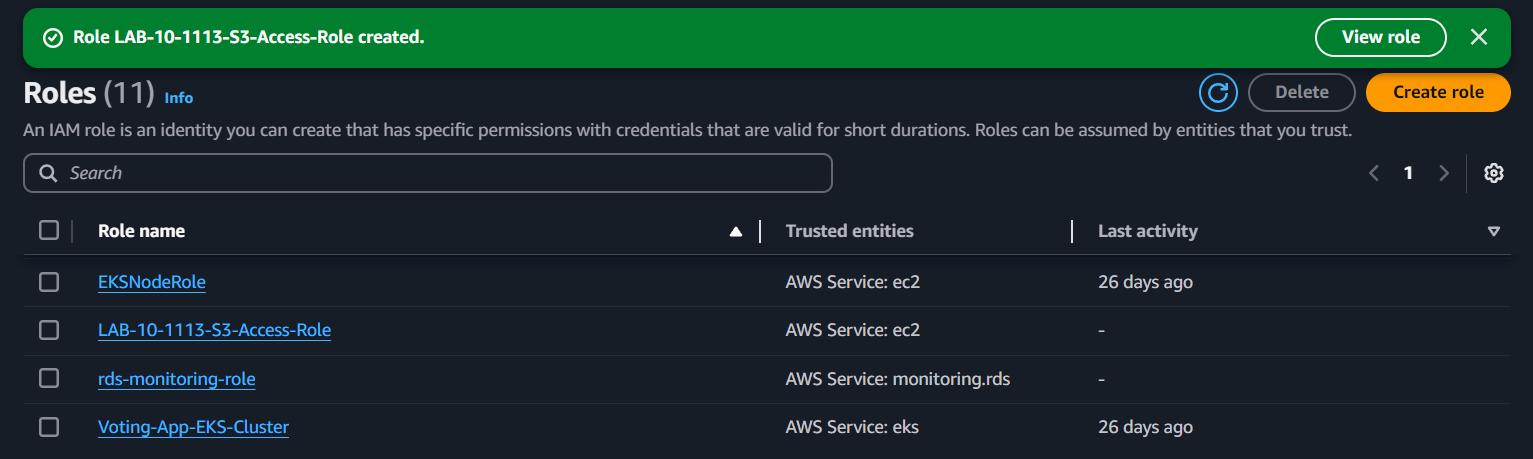 Role LAB-10-1113-S3-Access-Role created.
View role
Roles (11) Info
Delete
Create role
An IAM role is an identity you can create that has specific permissions with credentials that are valid for short durations. Roles can be assumed by entities that you trust.
Search
1
Role name Trusted entities Last activity
EKSNodeRole AWS Service: ec2 26 days ago
LAB-10-1113-S3-Access-Role AWS Service: ec2 -
rds-monitoring-role AWS Service: monitoring.rds -
Voting-App-EKS-Cluster AWS Service: eks 26 days ago